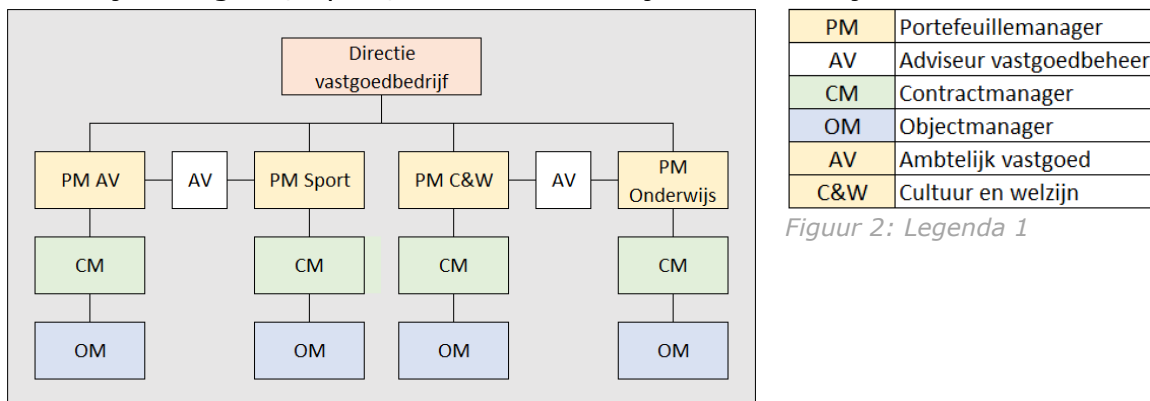 Directie
vastgoedbedrijf
PM AV
AV
PM Sport
PM C&W
AV
PM
Onderwijs
CM
CM
CM
CM
OM
OM
OM
OM
PM Portefeuillemanager
AV Adviseur vastgoedbeheer
CM Contractmanager
OM Objectmanager
AV Ambtelijk vastgoed
C&W Cultuur en welzijn
Figuur 2: Legenda 1